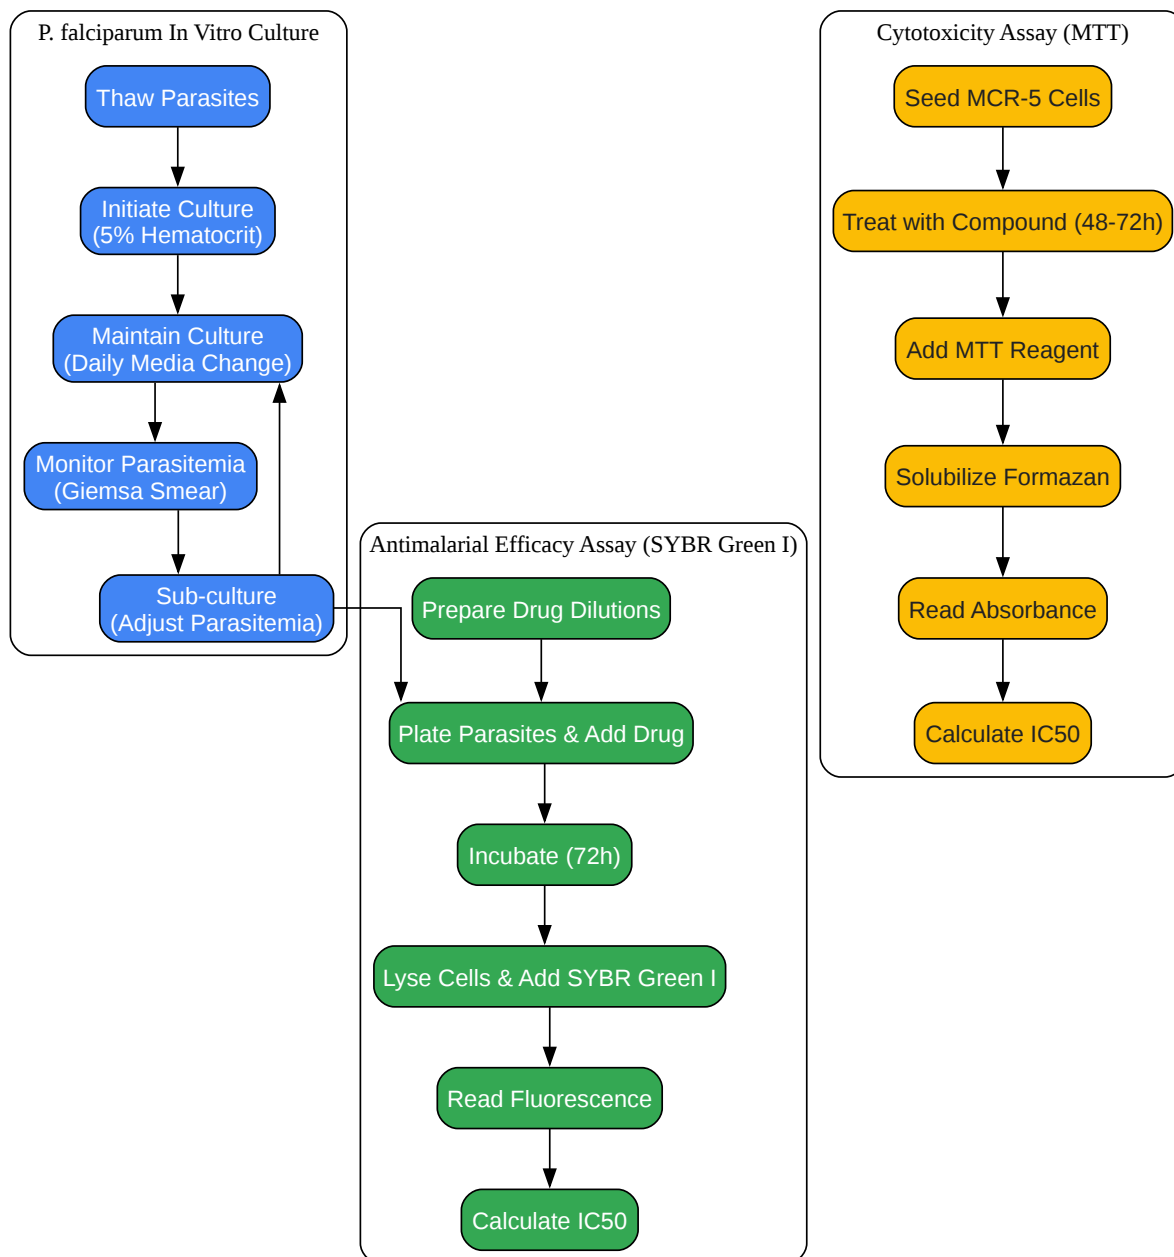 P. falciparum In Vitro Culture
Thaw Parasites
Initiate Culture
(5% Hematocrit)
Maintain Culture
(Daily Media Change)
Monitor Parasitemia
(Giemsa Smear)
Sub-culture
(Adjust Parasitemia)
Antimalarial Efficacy Assay (SYBR Green I)
Prepare Drug Dilutions
Plate Parasites & Add Drug
Incubate (72h)
Lyse Cells & Add SYBR Green I
Read Fluorescence
Calculate IC50
Cytotoxicity Assay (MTT)
Seed MCR-5 Cells
Treat with Compound (48-72h)
Add MTT Reagent
Solubilize Formazan
Read Absorbance
Calculate IC50